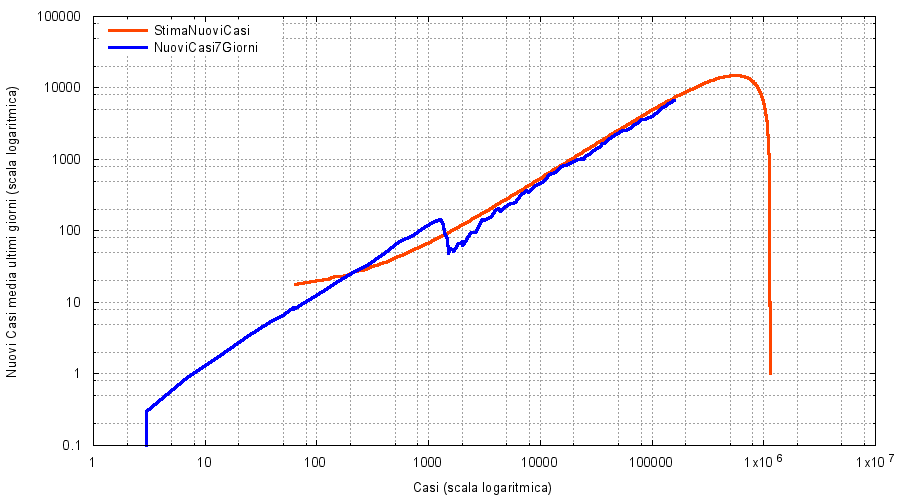 100000
10000
1000
100
10
1
0.1
StimaNuoviCasi
NuoviCasi7Giorni
Nuovi Casi media ultimi giorni (scala logaritmica)
1 10 100 1000 10000 100000 1x10^6 1x10^7
Casi (scala logaritmica)